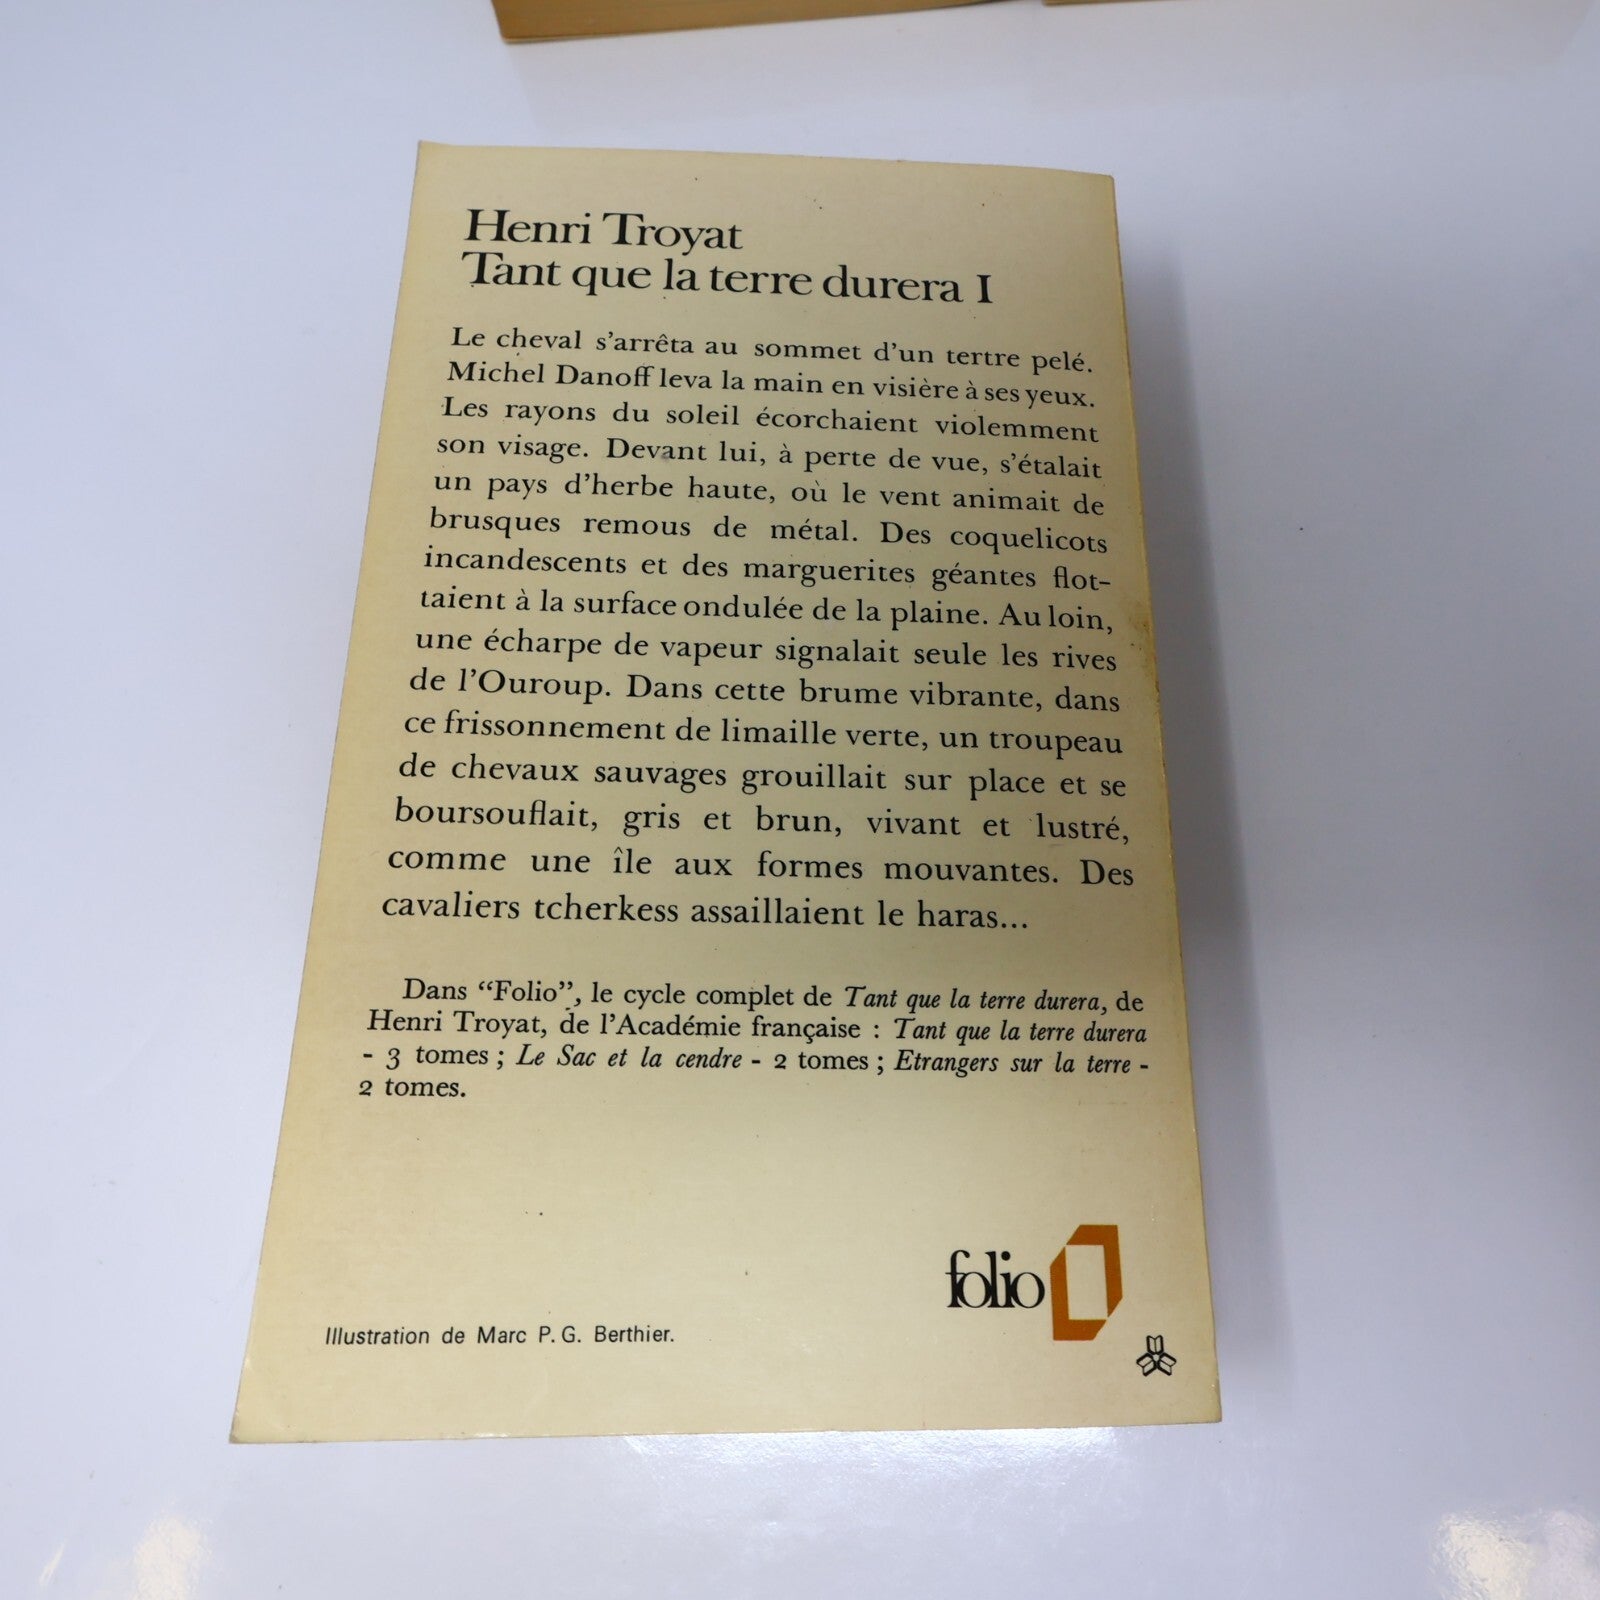 Henri Troyat
Tant que la terre durera I
Le cheval s'arrêta au sommet d'un tertre pelé.
Michel Danoff leva la main en visière à ses yeux.
Les rayons du soleil écorchaient violemment
son visage. Devant lui, à perte de vue, s'étalait
un pays d'herbe haute, où le vent animait de
brusques remous de métal. Des coquelicots
incandescents et des marguerites géantes flot-
taient à la surface ondulée de la plaine. Au loin,
une écharpe de vapeur signalait seule les rives
de l'Ouroup. Dans cette brume vibrante, dans
ce frissonnement de limaille verte, un troupeau
de chevaux sauvages grouillait sur place et se
boursouflait, gris et brun, vivant et lustré,
comme une île aux formes mouvantes. Des
cavaliers tcherkess assaillaient le haras...
Dans "Folio", le cycle complet de Tant que la terre durera, de
Henri Troyat, de l'Académie française : Tant que la terre durera
- 3 tomes ; Le Sac et la cendre - 2 tomes ; Etrangers sur la terre -
2 tomes.
folio
Illustration de Marc P. G. Berthier.